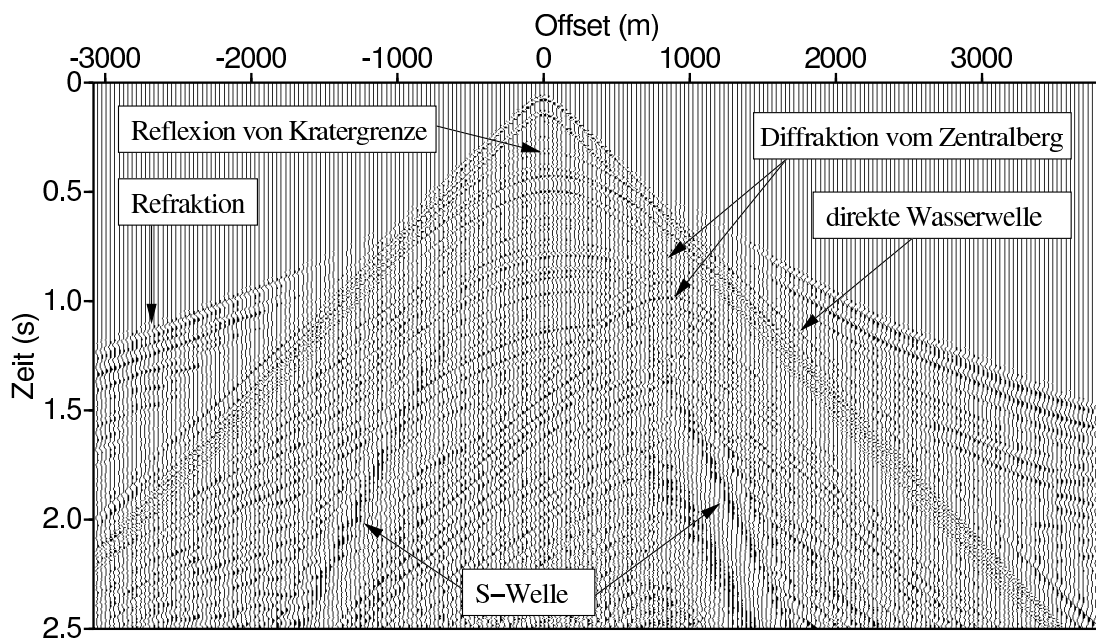 Offset (m)
-3000 -2000 -1000 0 1000 2000 3000
0
Reflexion von Kratergrenze
Diffraktion vom Zentralberg
0.5
Refraktion
direkte Wasserwelle
1.0
Zeit (s)
1.5
2.0
S−Welle
2.5